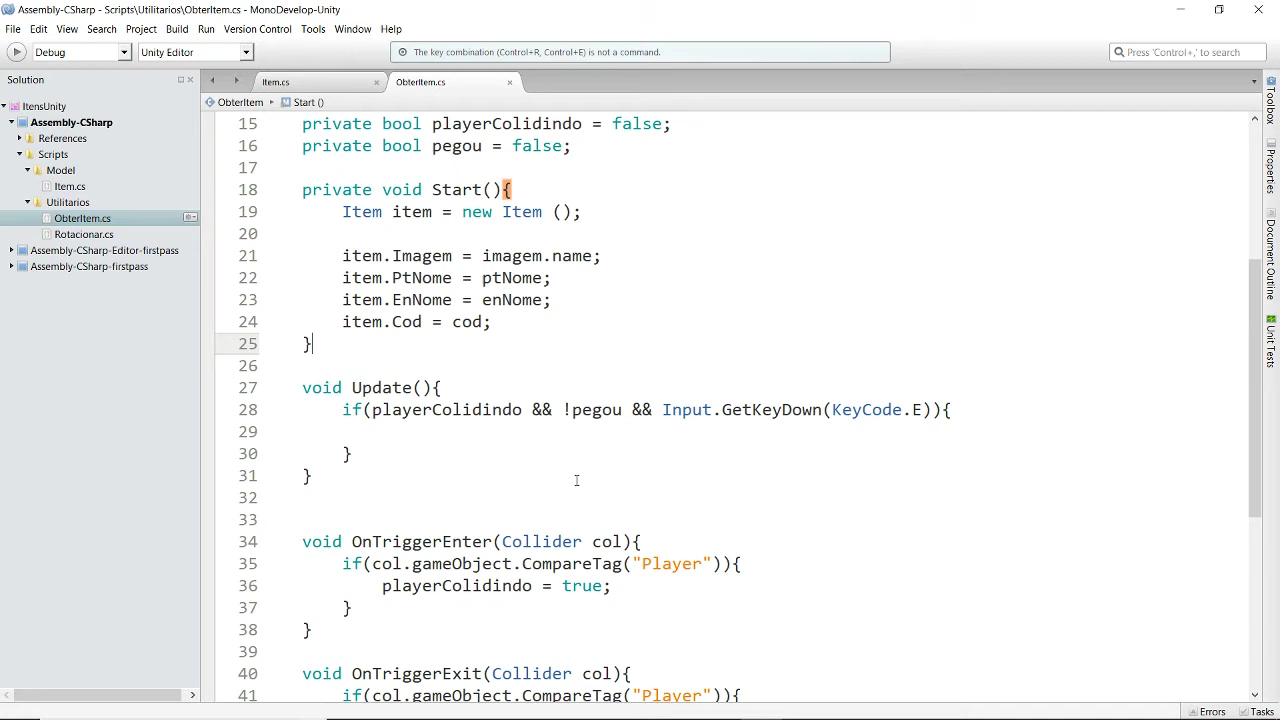 Assembly-CSharp - Scripts\Utilitarios\ObterItem.cs - MonoDevelop-Unity
File Edit View Search Project Build Run Version Control Tools Window Help
Debug Unity Editor The key combination (Control+R, Control+E) is not a command. Press 'Control+,' to search
Solution
ItensUnity
Assembly-CSharp
References
Scripts
Model
Item.cs
Utilitarios
ObterItem.cs
Rotacionar.cs
Assembly-CSharp-Editor-firstpass
Assembly-CSharp-firstpass
Item.cs ObterItem.cs
ObterItem Start ()
15 private bool playerColidindo = false;
16 private bool pegou = false;
17
18 private void Start(){
19 Item item = new Item ();
20
21 item.Imagem = imagem.name;
22 item.PtNome = ptNome;
23 item.EnNome = enNome;
24 item.Cod = cod;
25 }
26
27 void Update(){
28 if(playerColidindo && !pegou && Input.GetKeyDown(KeyCode.E)){
29
30 }
31 }
32
33
34 void OnTriggerEnter(Collider col){
35 if(col.gameObject.CompareTag("Player")){
36 playerColidindo = true;
37 }
38 }
39
40 void OnTriggerExit(Collider col){
41 if(col.gameObject.CompareTag("Player")){
Toolbox
Properties
Document Outline
Unit Tests
Errors Tasks